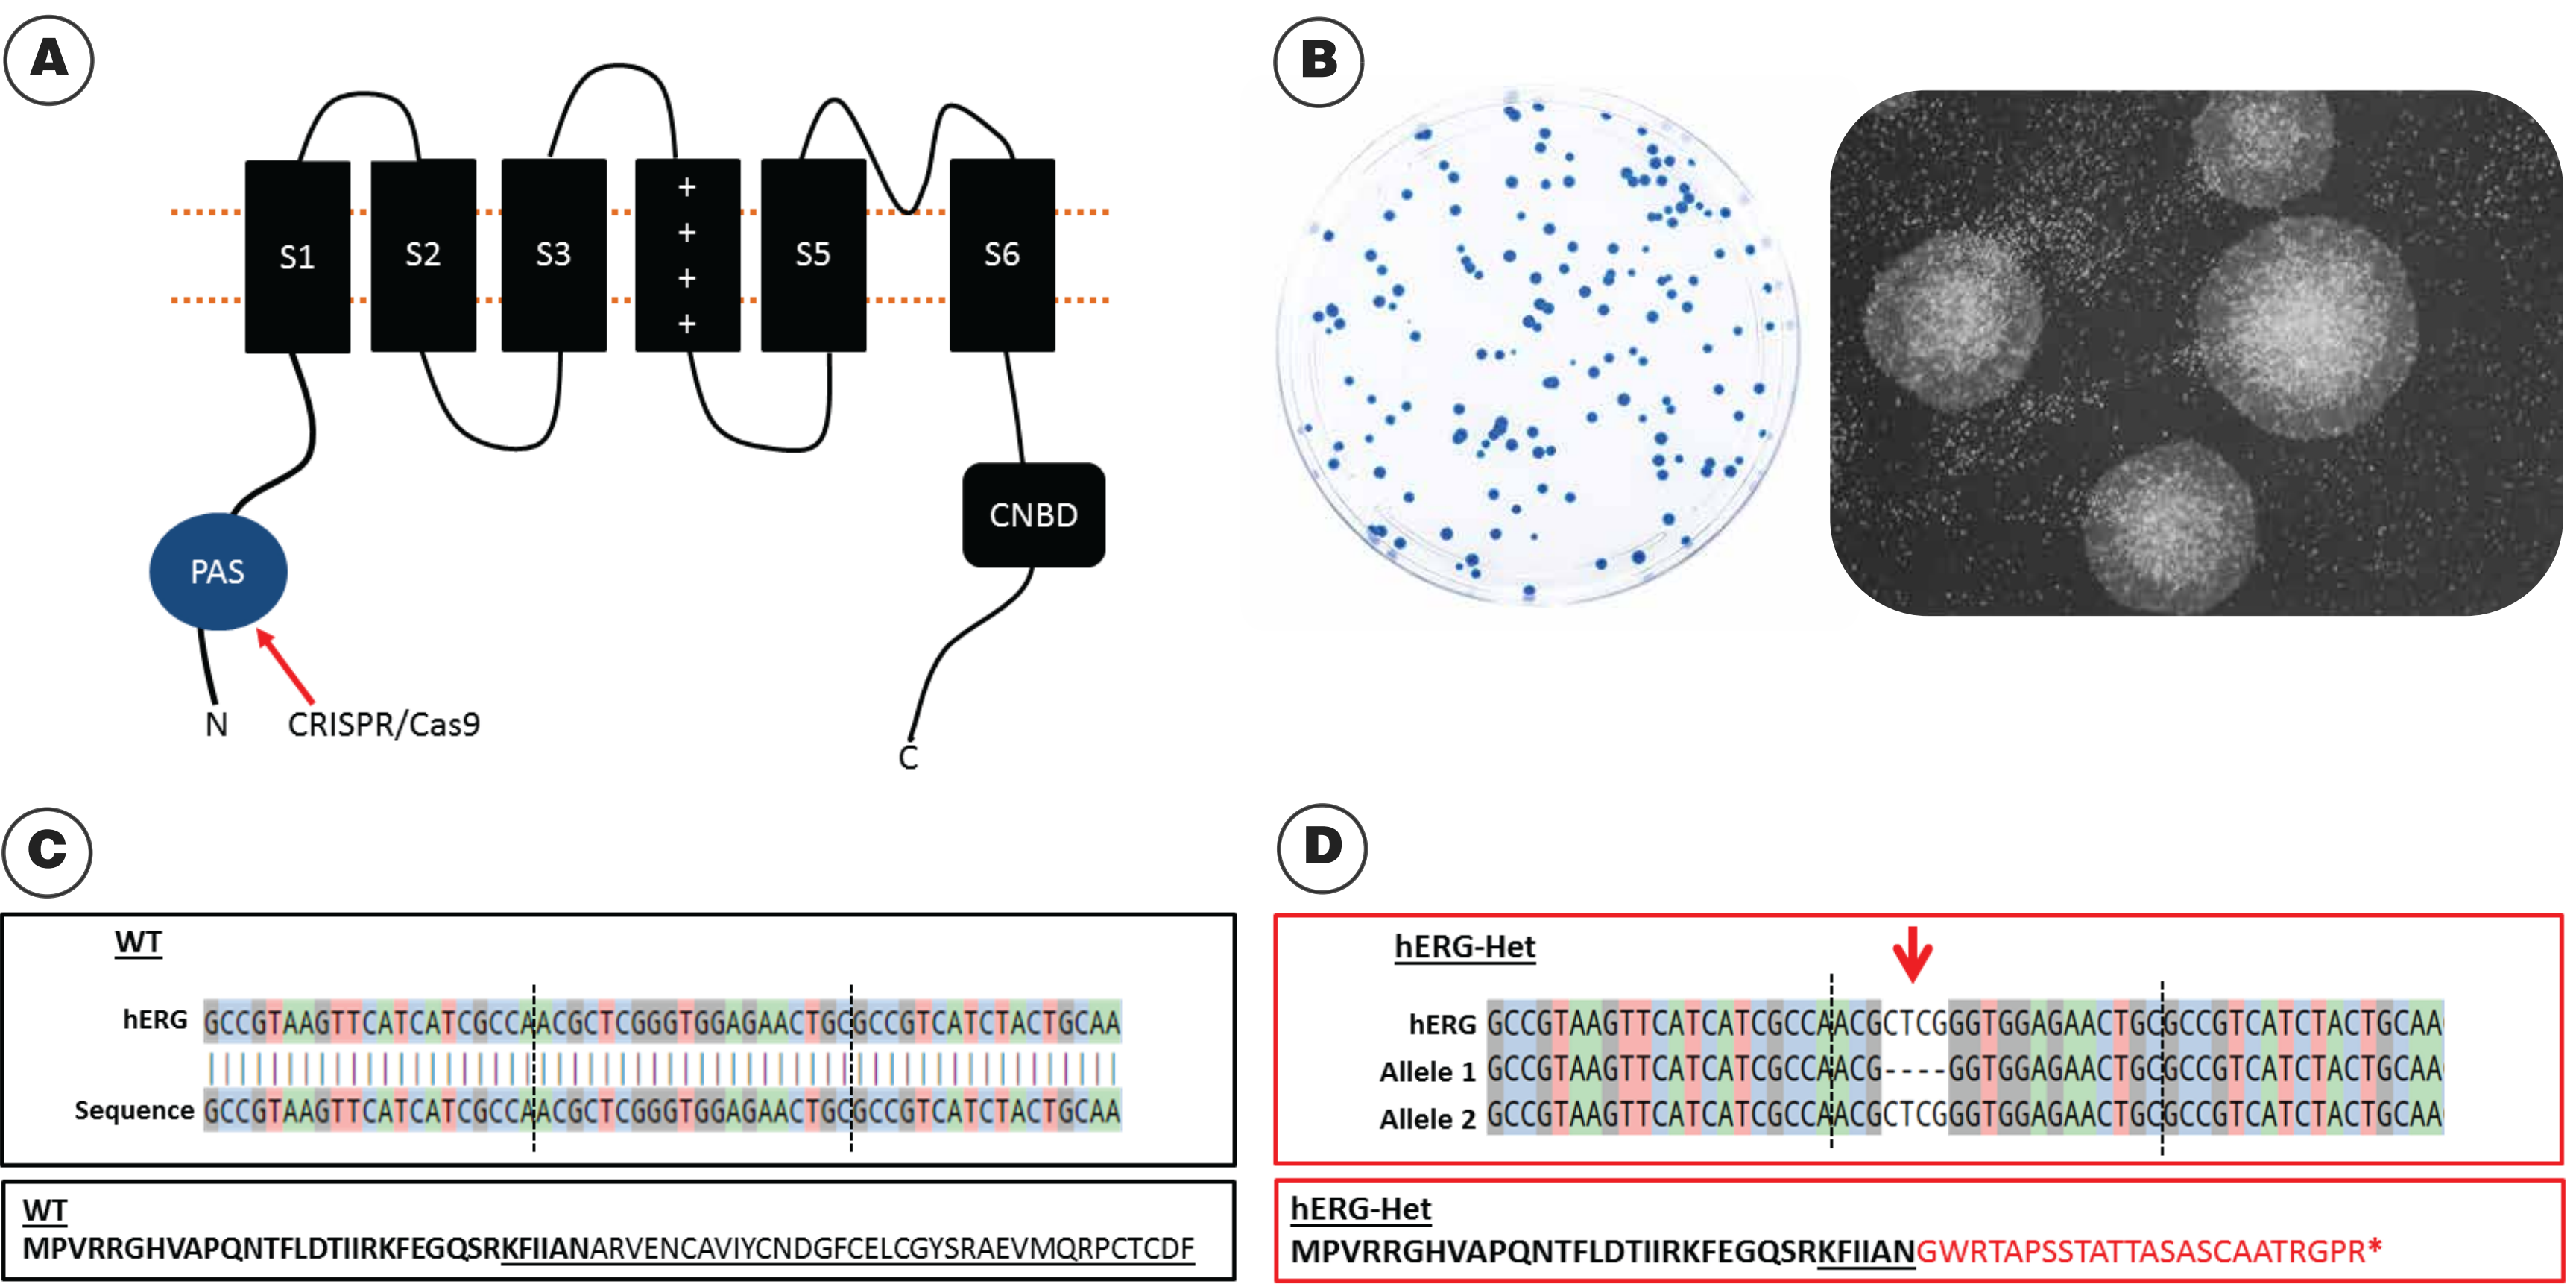 A
S1
S2
S3
+
+
+
+
S5
S6
PAS
CNBD
N
CRISPR/Cas9
C
B
C
WT
hERG GCCGTAAGTTCATCATCGCCAACGCTCGGGTGGAGAACTGCGCCGTCATCTACTGCAA
Sequence GCCGTAAGTTCATCATCGCCAACGCTCGGGTGGAGAACTGCGCCGTCATCTACTGCAA
WT
MPVRRGHVAPQNTFLDTIIRKFEGQSRKFIIANARVENCAVIYCNDGFCELCGYSRAEVMQRPCTCDF
D
hERG-Het
hERG GCCGTAAGTTCATCATCGCCAACGCTCGGGTGGAGAACTGCGCCGTCATCTACTGCAA
Allele 1 GCCGTAAGTTCATCATCGCCAACG----GGTGGAGAACTGCGCCGTCATCTACTGCAA
Allele 2 GCCGTAAGTTCATCATCGCCAACGCTCGGGTGGAGAACTGCGCCGTCATCTACTGCAA
hERG-Het
MPVRRGHVAPQNTFLDTIIRKFEGQSRKFIIANGWRTAPSSTATTASASCAATRGPR*